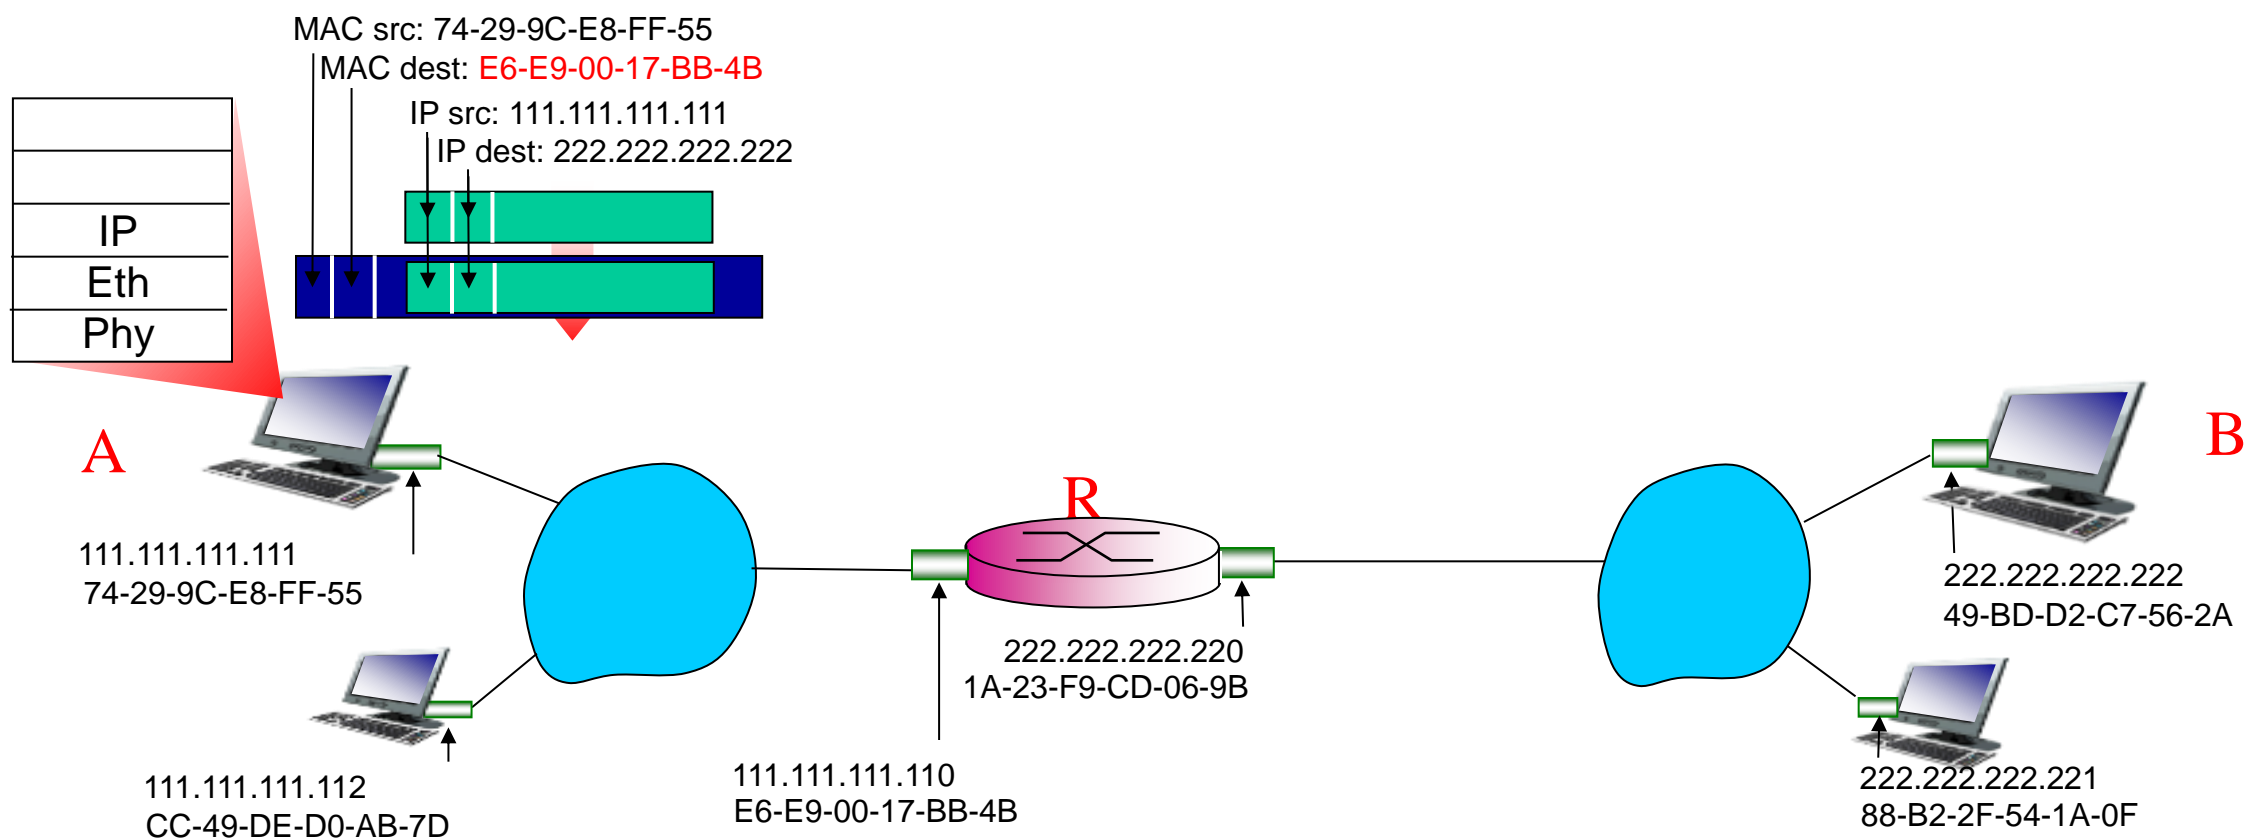 MAC src: 74-29-9C-E8-FF-55
MAC dest: E6-E9-00-17-BB-4B
IP src: 111.111.111.111
IP dest: 222.222.222.222
IP
Eth
Phy
A
B
R
111.111.111.111
74-29-9C-E8-FF-55
222.222.222.222
49-BD-D2-C7-56-2A
222.222.222.220
1A-23-F9-CD-06-9B
111.111.111.112
CC-49-DE-D0-AB-7D
111.111.111.110
E6-E9-00-17-BB-4B
222.222.222.221
88-B2-2F-54-1A-0F